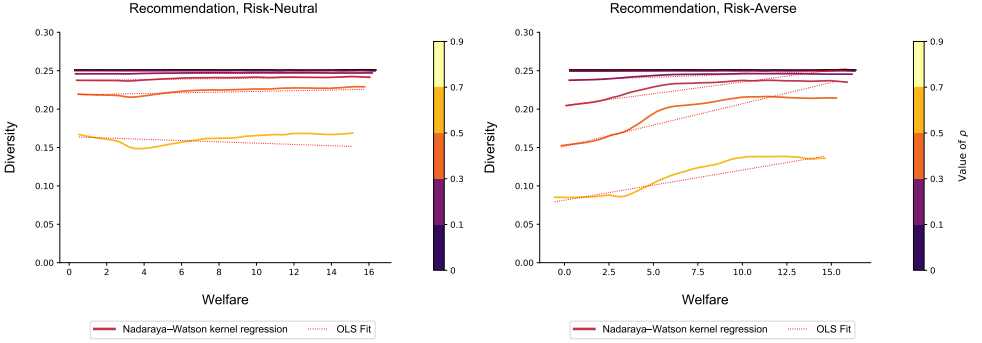 Recommendation, Risk-Neutral
0.30
0.25
0.20
0.15
0.10
0.05
0.00
Diversity
0 2 4 6 8 10 12 14 16
Welfare
0.9
0.7
0.5
0.3
0.1
0
Nadaraya–Watson kernel regression OLS Fit
Recommendation, Risk-Averse
0.30
0.25
0.20
0.15
0.10
0.05
0.00
Diversity
0.0 2.5 5.0 7.5 10.0 12.5 15.0
Welfare
0.9
0.7
0.5
0.3
0.1
0
Value of ρ
Nadaraya–Watson kernel regression OLS Fit